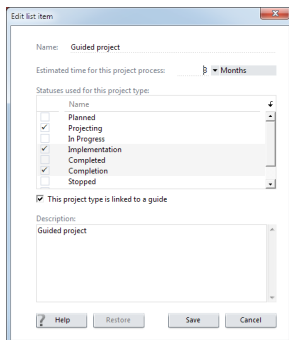 Edit list item
Name: Guided project
Estimated time for this project process: 3 Months
Statuses used for this project type:
Name
Planned
Projecting
In Progress
Implementation
Completed
Completion
Stopped
This project type is linked to a guide
Description:
Guided project
? Help Restore Save Cancel